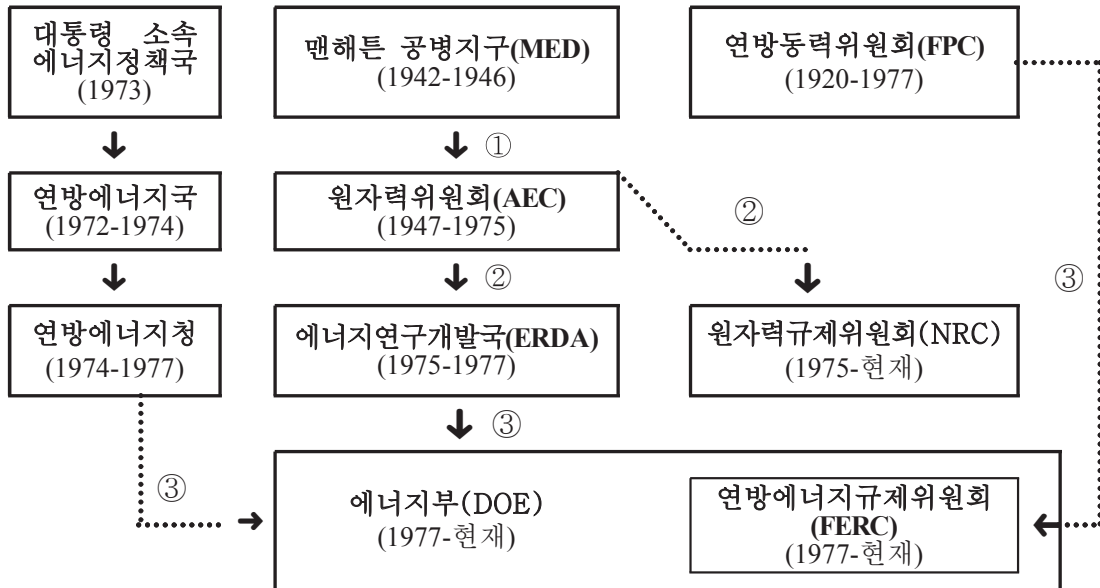 대통령 소속
에너지정책국
(1973)
맨해튼 공병지구(MED)
(1942-1946)
연방동력위원회(FPC)
(1920-1977)
①
연방에너지국
(1972-1974)
원자력위원회(AEC)
(1947-1975)
②
②
③
연방에너지청
(1974-1977)
에너지연구개발국(ERDA)
(1975-1977)
원자력규제위원회(NRC)
(1975-현재)
③
③
에너지부(DOE)
(1977-현재)
연방에너지규제위원회
(FERC)
(1977-현재)